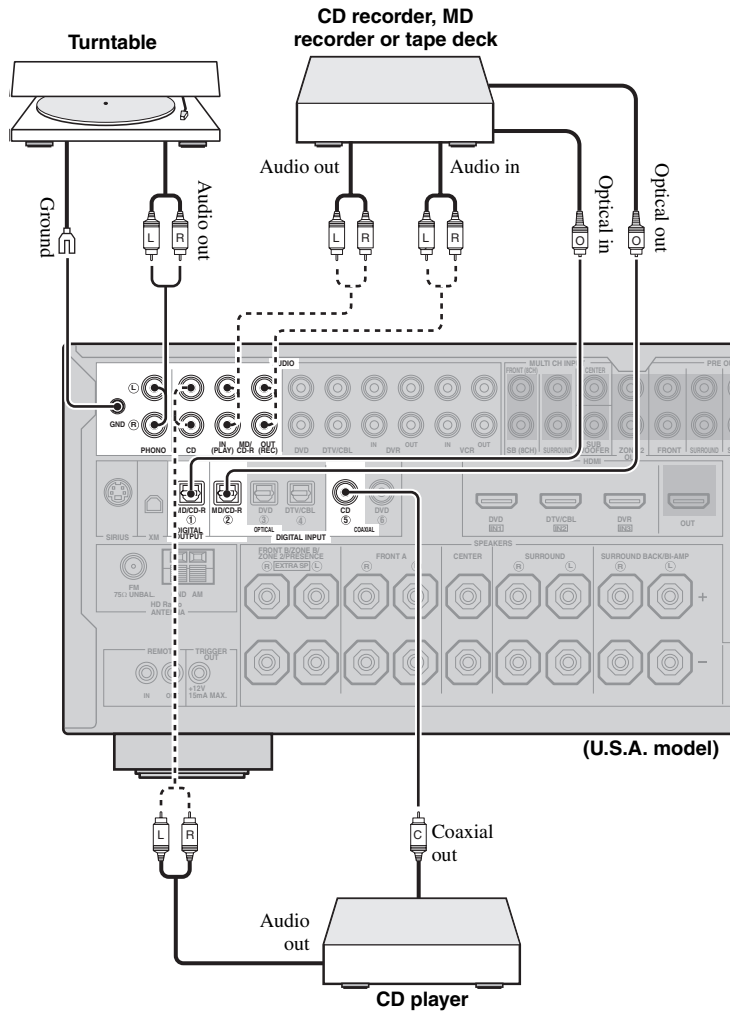 CD recorder, MD
recorder or tape deck
Turntable
Audio out
Audio in
Ground
Audio out
Optical in
Optical out
L
R
L
R
L
R
O
O
AUDIO
MULTI CH INPUT
PRE
FRONT (6CH)
CENTER
L
GND
R
PHONO
CD
IN
(PLAY)
MD/
CD-R
OUT
(REC)
DVD
DTV/CBL
IN
OUT
DVR
IN
OUT
VCR
SB (8CH)
SURROUND
SUB
WOOFER
FRONT
SURROUND
HDMI
SIRIUS
XM
MD/CD-R
①
MD/CD-R
②
DVD
③
DTV/CBL
④
CD
⑤
⑥
DIGITAL
OUTPUT
OPTICAL
COAXIAL
DIGITAL INPUT
DVD
IN1
DTV/CBL
IN2
DVR
IN3
OUT
SPEAKERS
FRONT B/ZONE B/
ZONE 2/PRESENCE
R
EXTRA SP
L
FRONT A
R
CENTER
SURROUND
R
L
SURROUND BACK/BI-AMP
R
L
+
–
FM
75Ω UNBAL.
AM
TRIGGER
OUT
IN
+12V
15mA MAX.
(U.S.A. model)
L
R
C
Coaxial
out
Audio
out
CD player